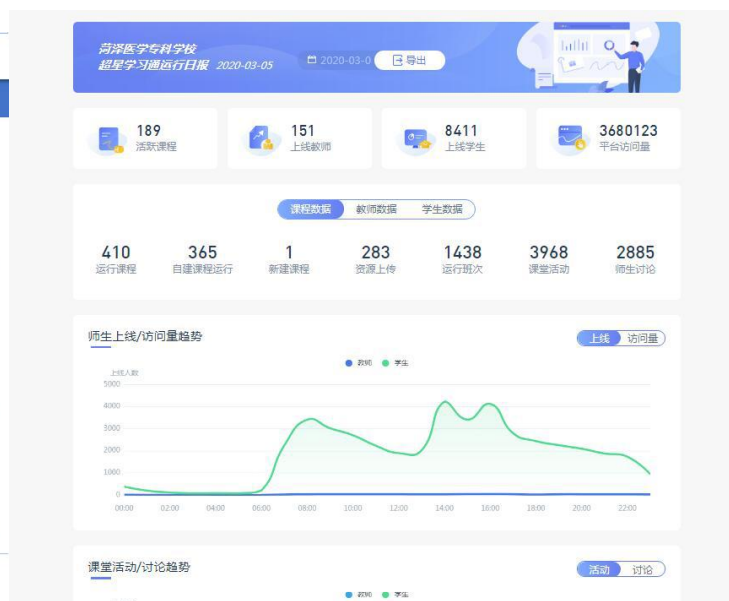 菏泽医学专科学校
超星学习通运行日报 2020-03-05
2020-03-0 导出
189
活跃课程
151
上线教师
8411
上线学生
3680123
平台访问量
课程数据 教师数据 学生数据
410 365 1 283 1438 3968 2885
运行课程 自建课程运行 新建课程 资源上传 运行班次 课堂活动 师生讨论
师生上线/访问量趋势 上线 访问量
教师 学生
上线人数
5000
4000
3000
2000
1000
0
00:00 02:00 04:00 06:00 08:00 10:00 12:00 14:00 16:00 18:00 20:00 22:00
课堂活动/讨论趋势 活动 讨论
教师 学生